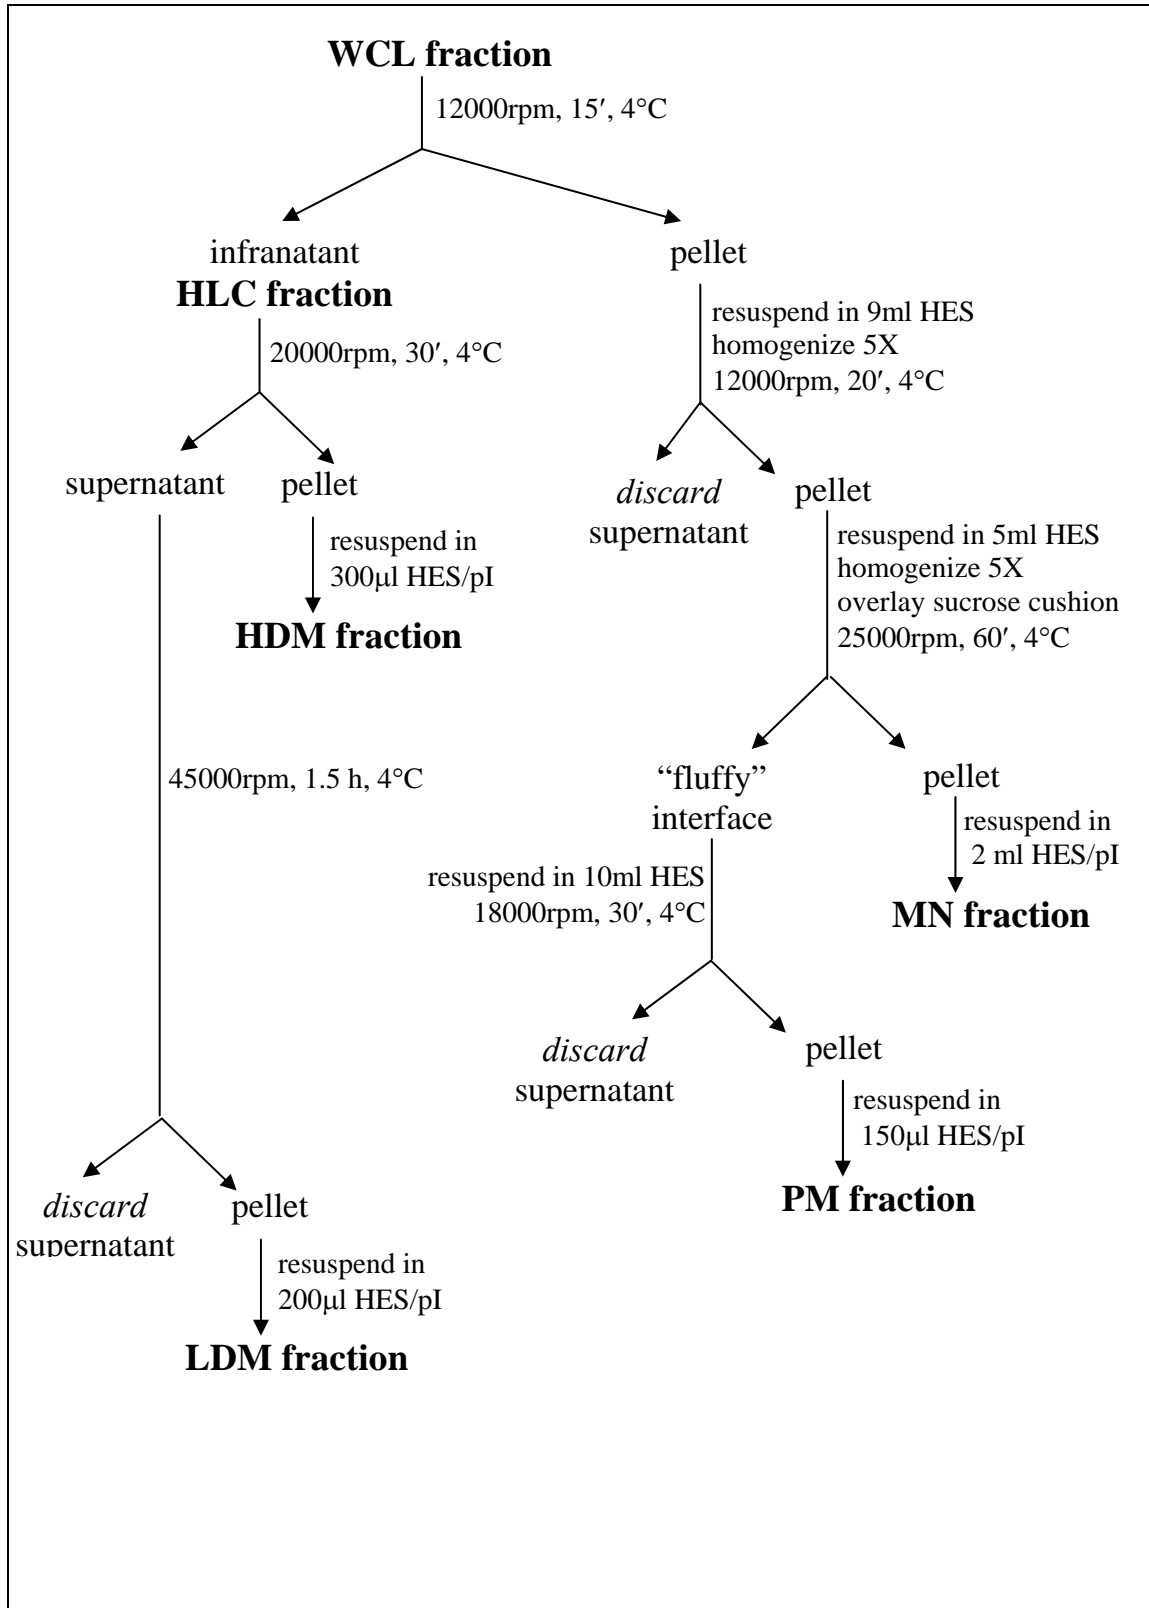 WCL fraction
12000rpm, 15′, 4°C
infranatant
HLC fraction
20000rpm, 30′, 4°C
supernatant
pellet
resuspend in
300µl HES/pI
HDM fraction
45000rpm, 1.5 h, 4°C
discard
supernatant
pellet
resuspend in
200µl HES/pI
LDM fraction
pellet
resuspend in 9ml HES
homogenize 5X
12000rpm, 20′, 4°C
discard
supernatant
pellet
resuspend in 5ml HES
homogenize 5X
overlay sucrose cushion
25000rpm, 60′, 4°C
“fluffy”
interface
resuspend in 10ml HES
18000rpm, 30′, 4°C
discard
supernatant
pellet
resuspend in
150µl HES/pI
PM fraction
pellet
resuspend in
2 ml HES/pI
MN fraction